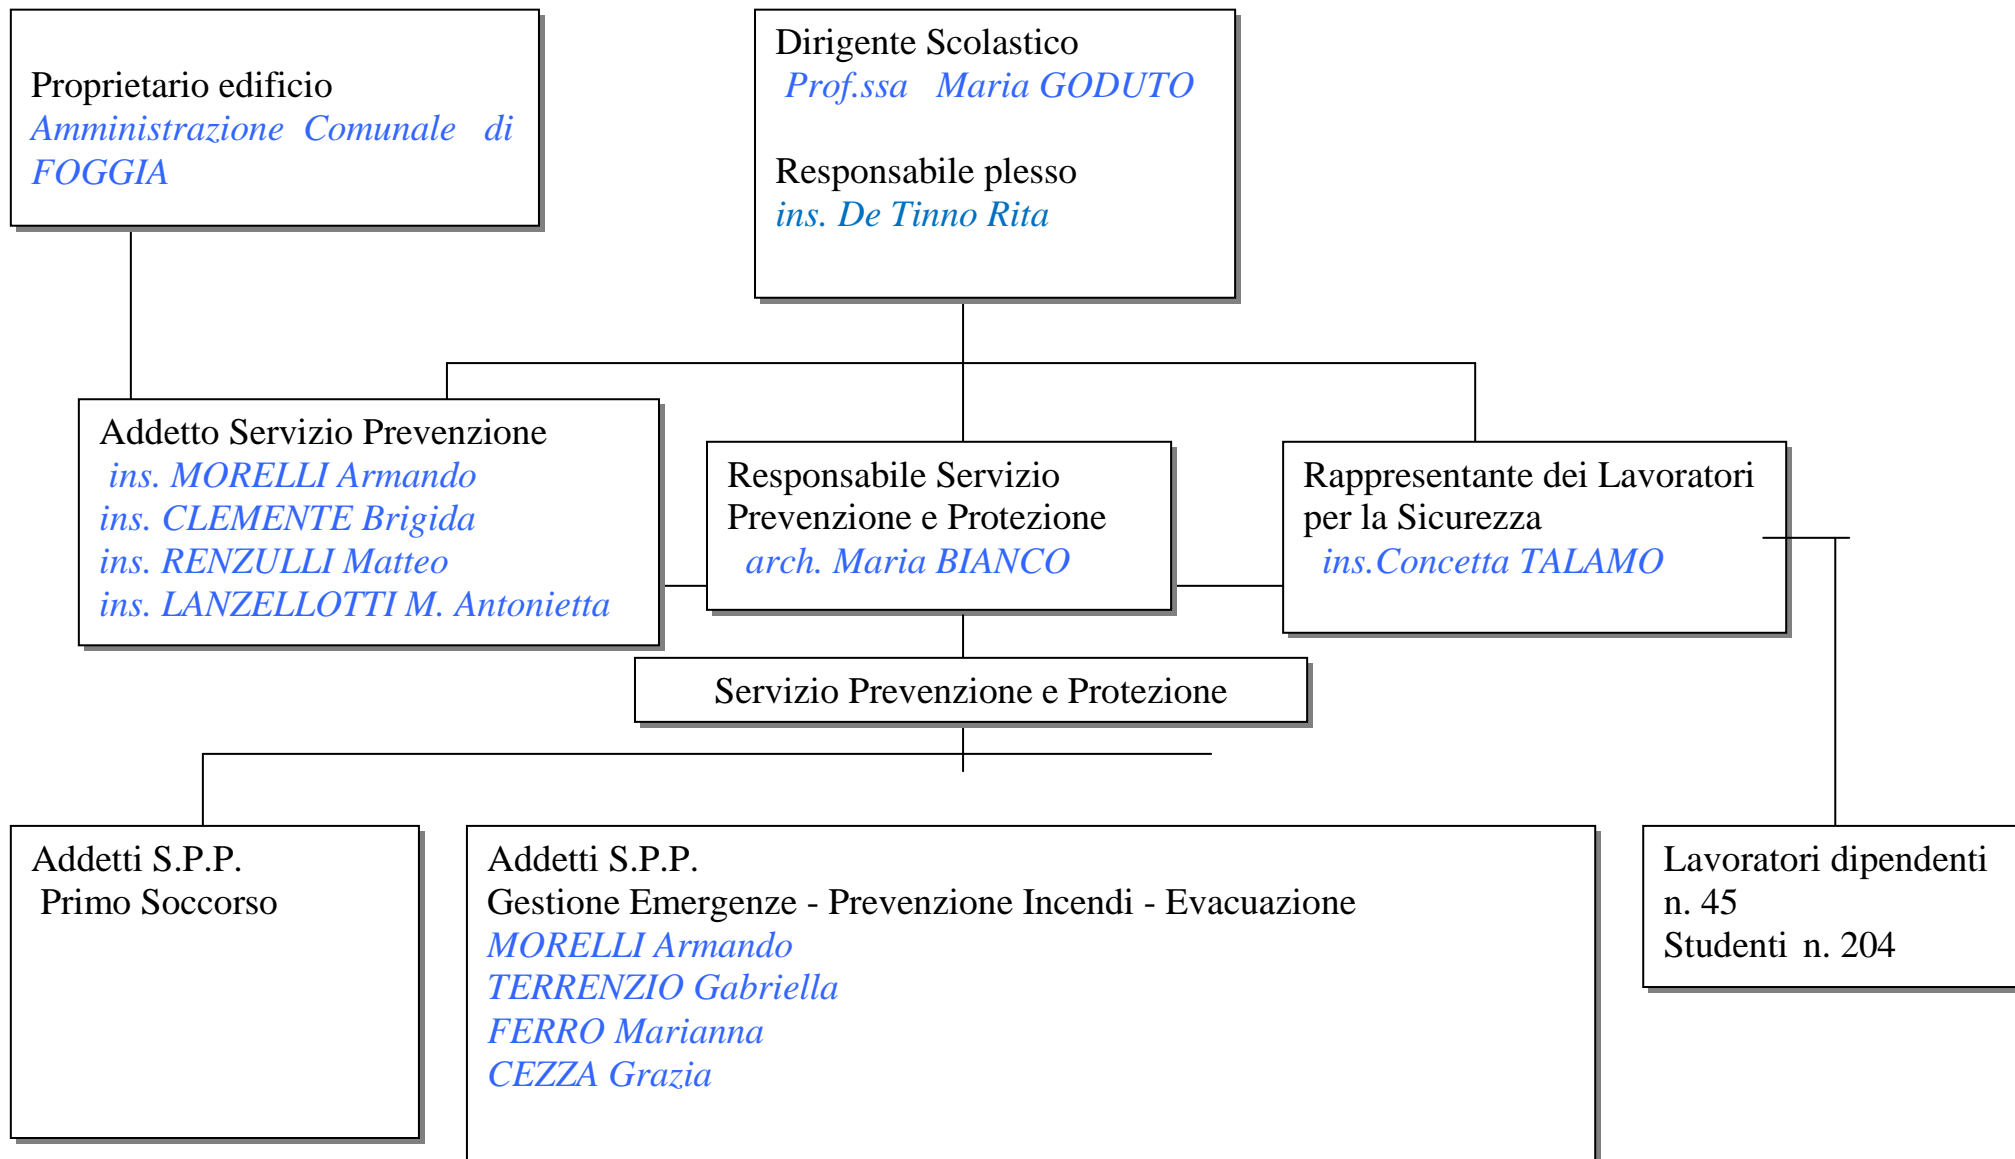 Proprietario edificio
Amministrazione Comunale di
FOGGIA
Dirigente Scolastico
Prof.ssa Maria GODUTO
Responsabile plesso
ins. De Tinno Rita
Addetto Servizio Prevenzione
ins. MORELLI Armando
ins. CLEMENTE Brigida
ins. RENZULLI Matteo
ins. LANZELLOTTI M. Antonietta
Responsabile Servizio
Prevenzione e Protezione
arch. Maria BIANCO
Rappresentante dei Lavoratori
per la Sicurezza
ins.Concetta TALAMO
Servizio Prevenzione e Protezione
Addetti S.P.P.
Primo Soccorso
Addetti S.P.P.
Gestione Emergenze - Prevenzione Incendi - Evacuazione
MORELLI Armando
TERRENZIO Gabriella
FERRO Marianna
CEZZA Grazia
Lavoratori dipendenti
n. 45
Studenti n. 204